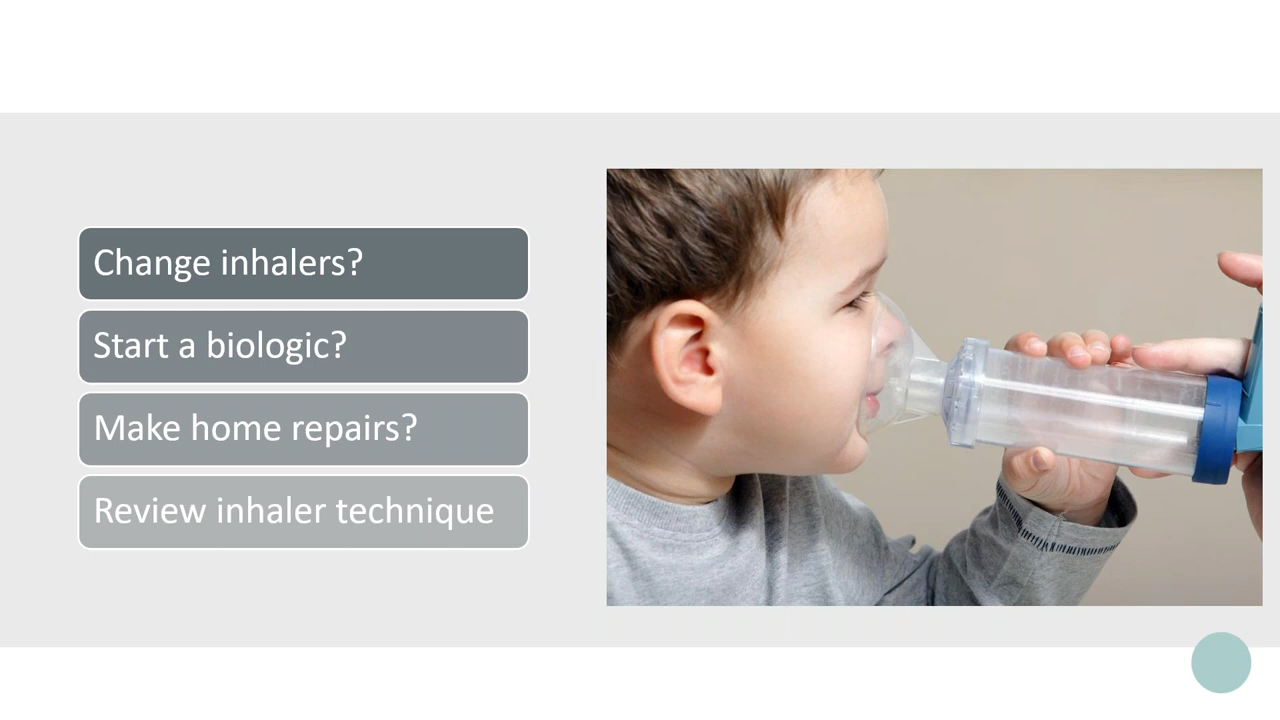 Change inhalers?
Start a biologic?
Make home repairs?
Review inhaler technique